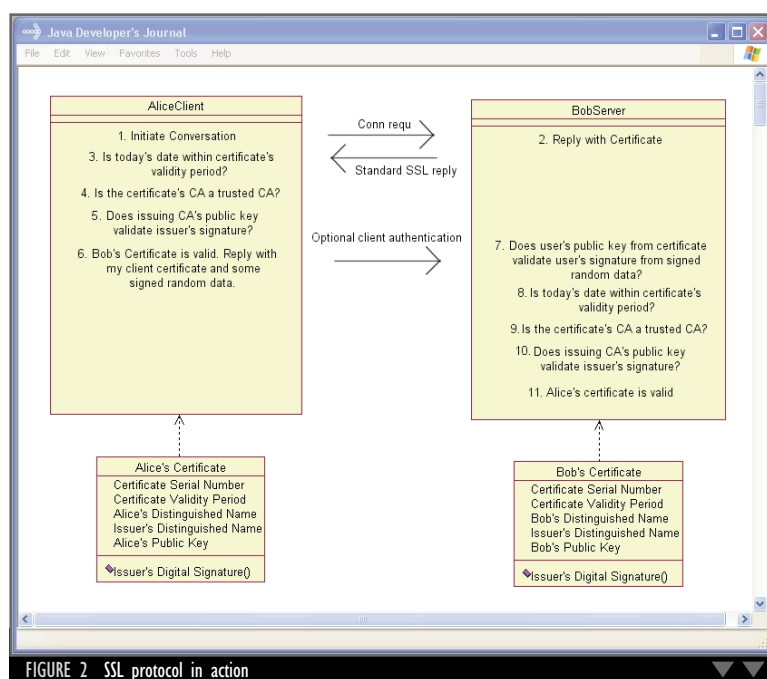 Java Developer's Journal
File Edit View Favorites Tools Help
AliceClient
1. Initiate Conversation
3. Is today's date within certificate's
validity period?
4. Is the certificate's CA a trusted CA?
5. Does issuing CA's public key
validate issuer's signature?
6. Bob's Certificate is valid. Reply with
my client certificate and some
signed random data.
Conn requ
Standard SSL reply
Optional client authentication
BobServer
2. Reply with Certificate
7. Does user's public key from certificate
validate user's signature from signed
random data?
8. Is today's date within certificate's
validity period?
9. Is the certificate's CA a trusted CA?
10. Does issuing CA's public key
validate issuer's signature?
11. Alice's certificate is valid
Alice's Certificate
Certificate Serial Number
Certificate Validity Period
Alice's Distinguished Name
Issuer's Distinguished Name
Alice's Public Key
Issuer's Digital Signature()
Bob's Certificate
Certificate Serial Number
Certificate Validity Period
Bob's Distinguished Name
Issuer's Distinguished Name
Bob's Public Key
Issuer's Digital Signature()
FIGURE 2 SSL protocol in action